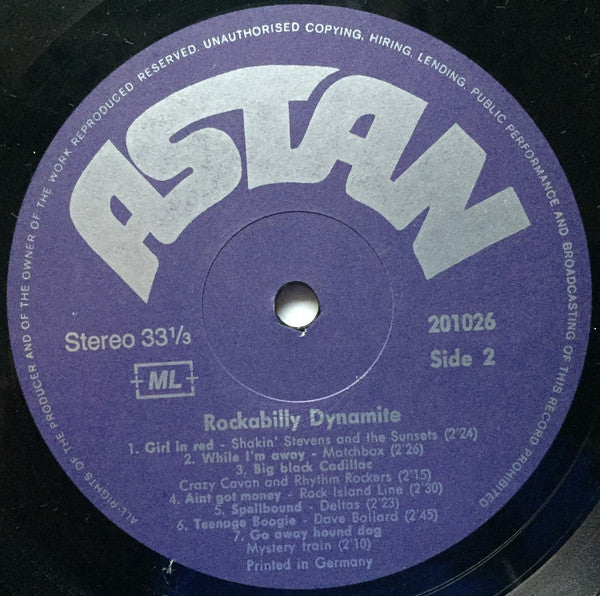 ALL-RIGHTS OF THE PRODUCER AND OF THE OWNER OF THE WORK REPRODUCED RESERVED. UNAUTHORISED COPYING, HIRING, LENDING, PUBLIC PERFORMANCE AND BROADCASTING OF THIS RECORD PROHIBITED
ASTAN
Stereo 33 1/3
ML
201026
Side 2
Rockabilly Dynamite
1. Girl in red - Shakin' Stevens and the Sunsets (2'24)
2. While I'm away - Matchbox (2'26)
3. Big black Cadillac
Crazy Cavan and Rhythm Rockers (2'15)
4. Aint got money - Rock Island Line (2'30)
5. Spellbound - Deltas (2'23)
6. Teenage Boogie - Dave Ballard (2'45)
7. Go away hound dog
Mystery train (2'10)
Printed in Germany